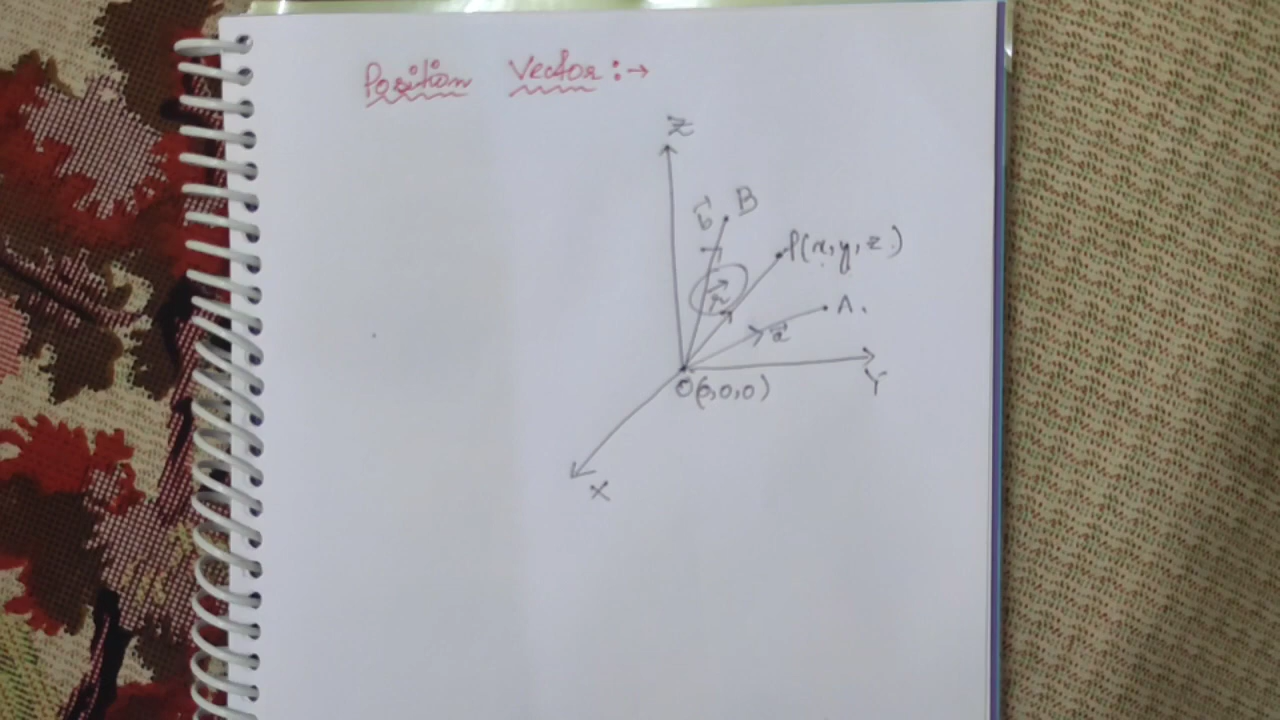 Position Vector :→
Z
b⃗ B
P(x, y, z)
r⃗
A.
a⃗
O(0,0,0)
Y
X